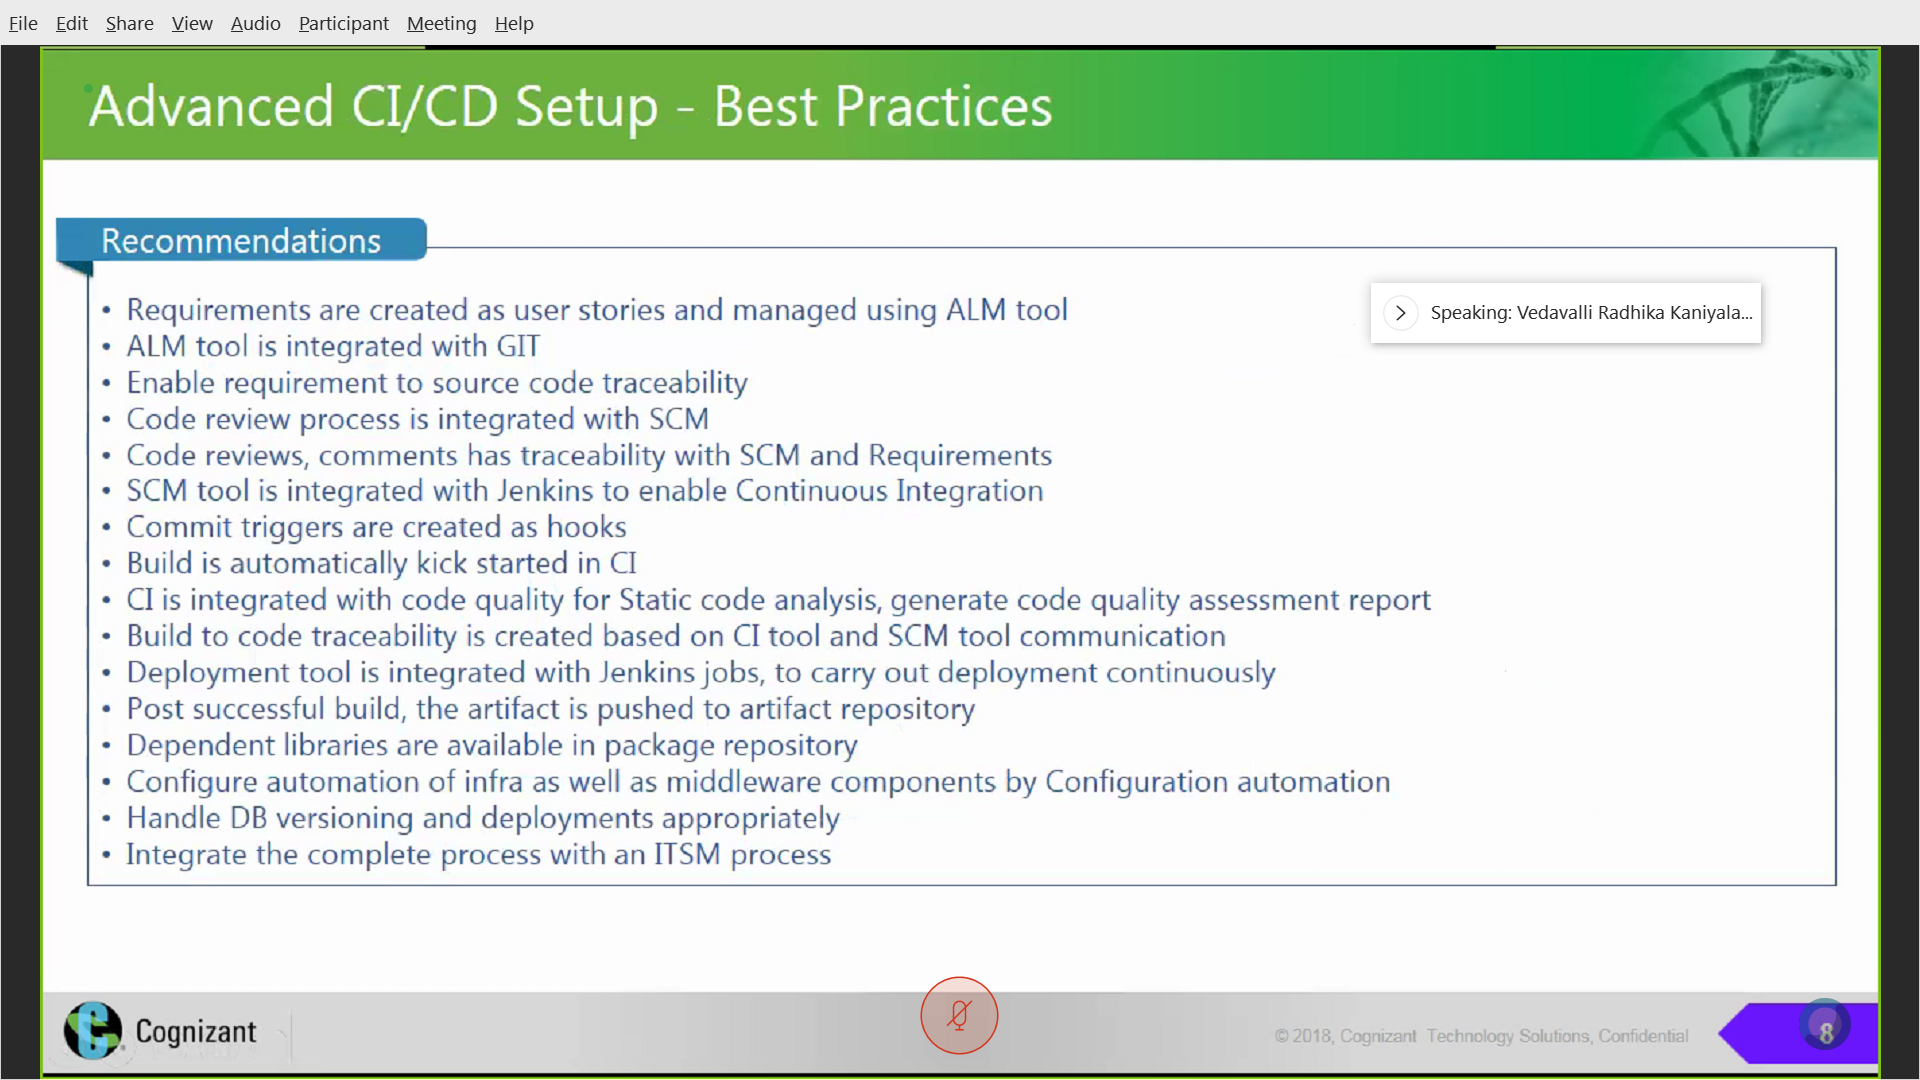 File Edit Share View Audio Participant Meeting Help
Advanced CI/CD Setup - Best Practices
Recommendations
Speaking: Vedavalli Radhika Kaniyala...
• Requirements are created as user stories and managed using ALM tool
• ALM tool is integrated with GIT
• Enable requirement to source code traceability
• Code review process is integrated with SCM
• Code reviews, comments has traceability with SCM and Requirements
• SCM tool is integrated with Jenkins to enable Continuous Integration
• Commit triggers are created as hooks
• Build is automatically kick started in CI
• CI is integrated with code quality for Static code analysis, generate code quality assessment report
• Build to code traceability is created based on CI tool and SCM tool communication
• Deployment tool is integrated with Jenkins jobs, to carry out deployment continuously
• Post successful build, the artifact is pushed to artifact repository
• Dependent libraries are available in package repository
• Configure automation of infra as well as middleware components by Configuration automation
• Handle DB versioning and deployments appropriately
• Integrate the complete process with an ITSM process
Cognizant
© 2018, Cognizant Technology Solutions, Confidential
8